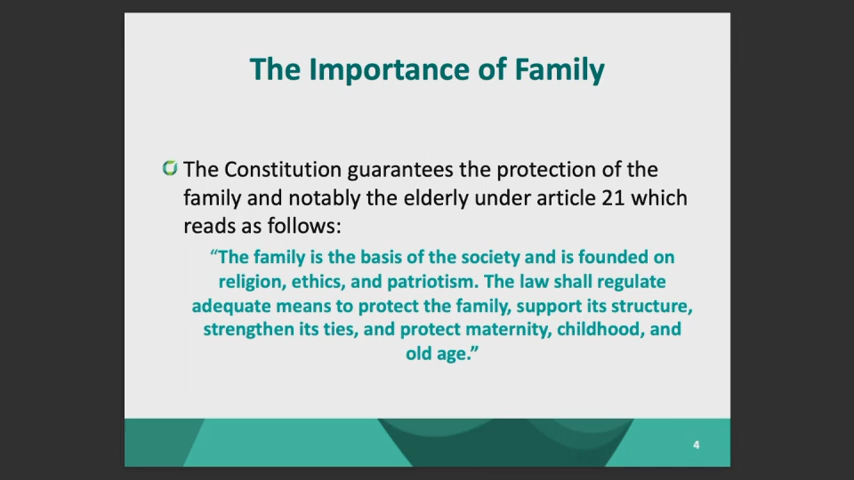 The Importance of Family
The Constitution guarantees the protection of the
family and notably the elderly under article 21 which
reads as follows:
“The family is the basis of the society and is founded on
religion, ethics, and patriotism. The law shall regulate
adequate means to protect the family, support its structure,
strengthen its ties, and protect maternity, childhood, and
old age.”
4